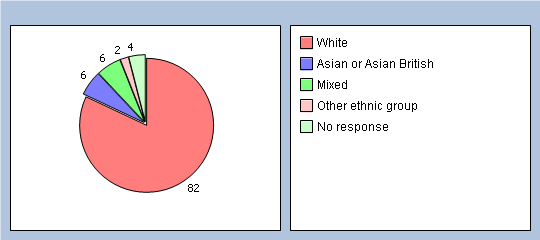 6
6
2
4
82
White
Asian or Asian British
Mixed
Other ethnic group
No response